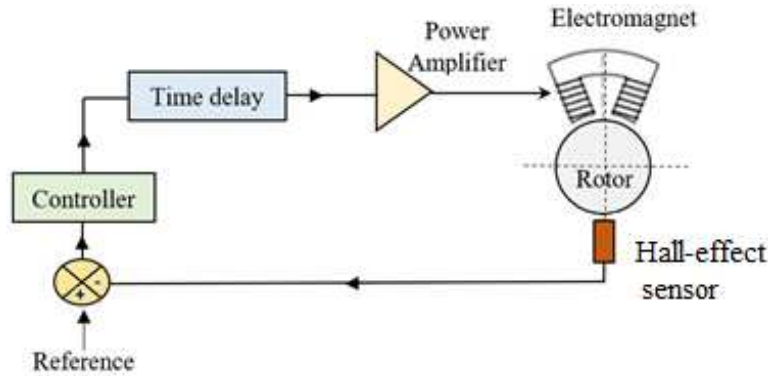 Electromagnet
Power
Amplifier
Time delay
Controller
Rotor
Hall-effect
sensor
-
+
Reference